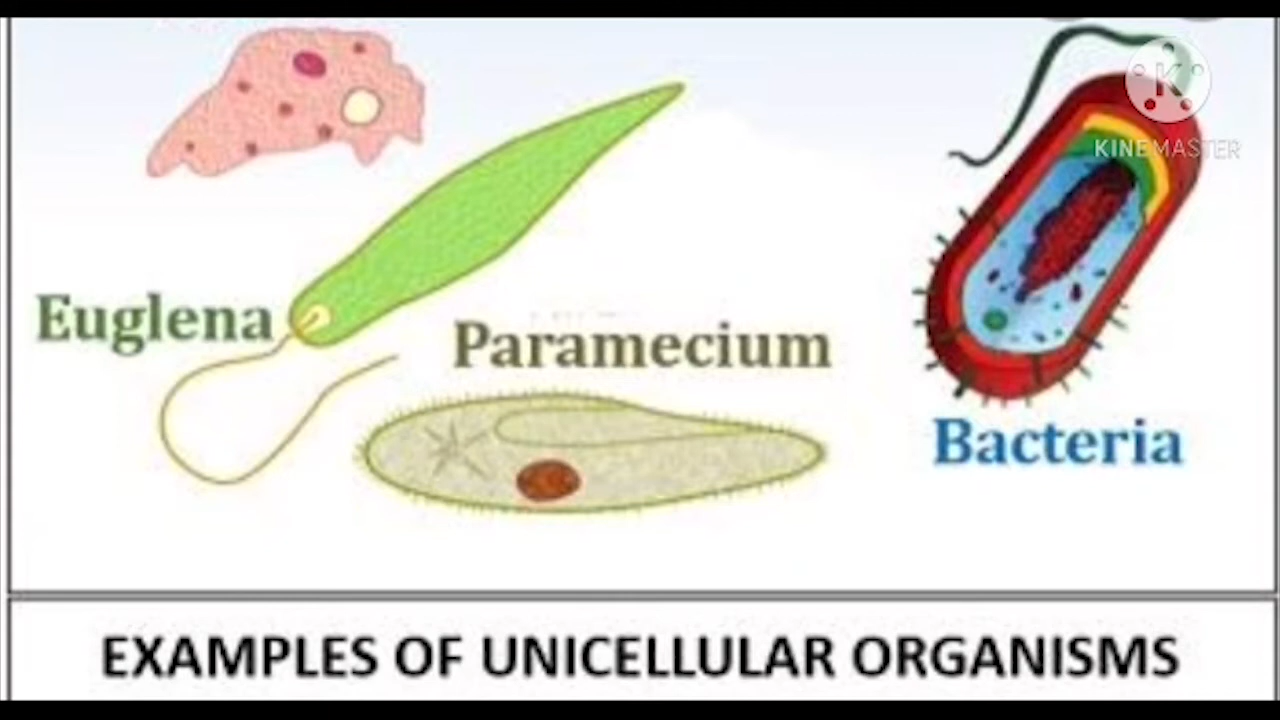 KINEMASTER
Euglena
Paramecium
Bacteria
EXAMPLES OF UNICELLULAR ORGANISMS